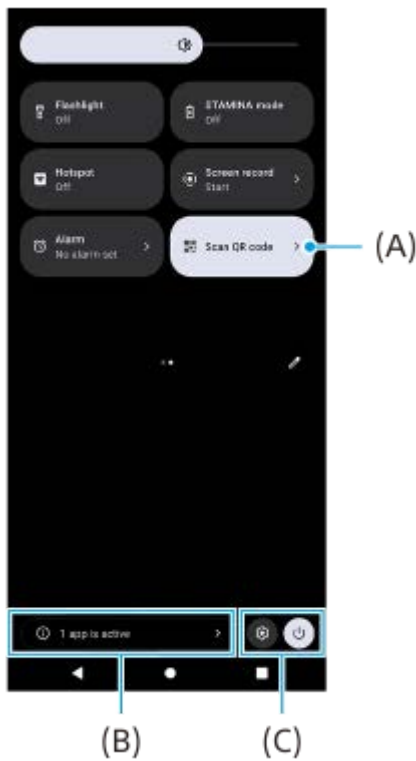 Flashlight
Off
STAMINA mode
Off
Hotspot
Off
Screen record
Start
Alarm
No alarm set
Scan QR code
(A)
1 app is active
(B)
(C)